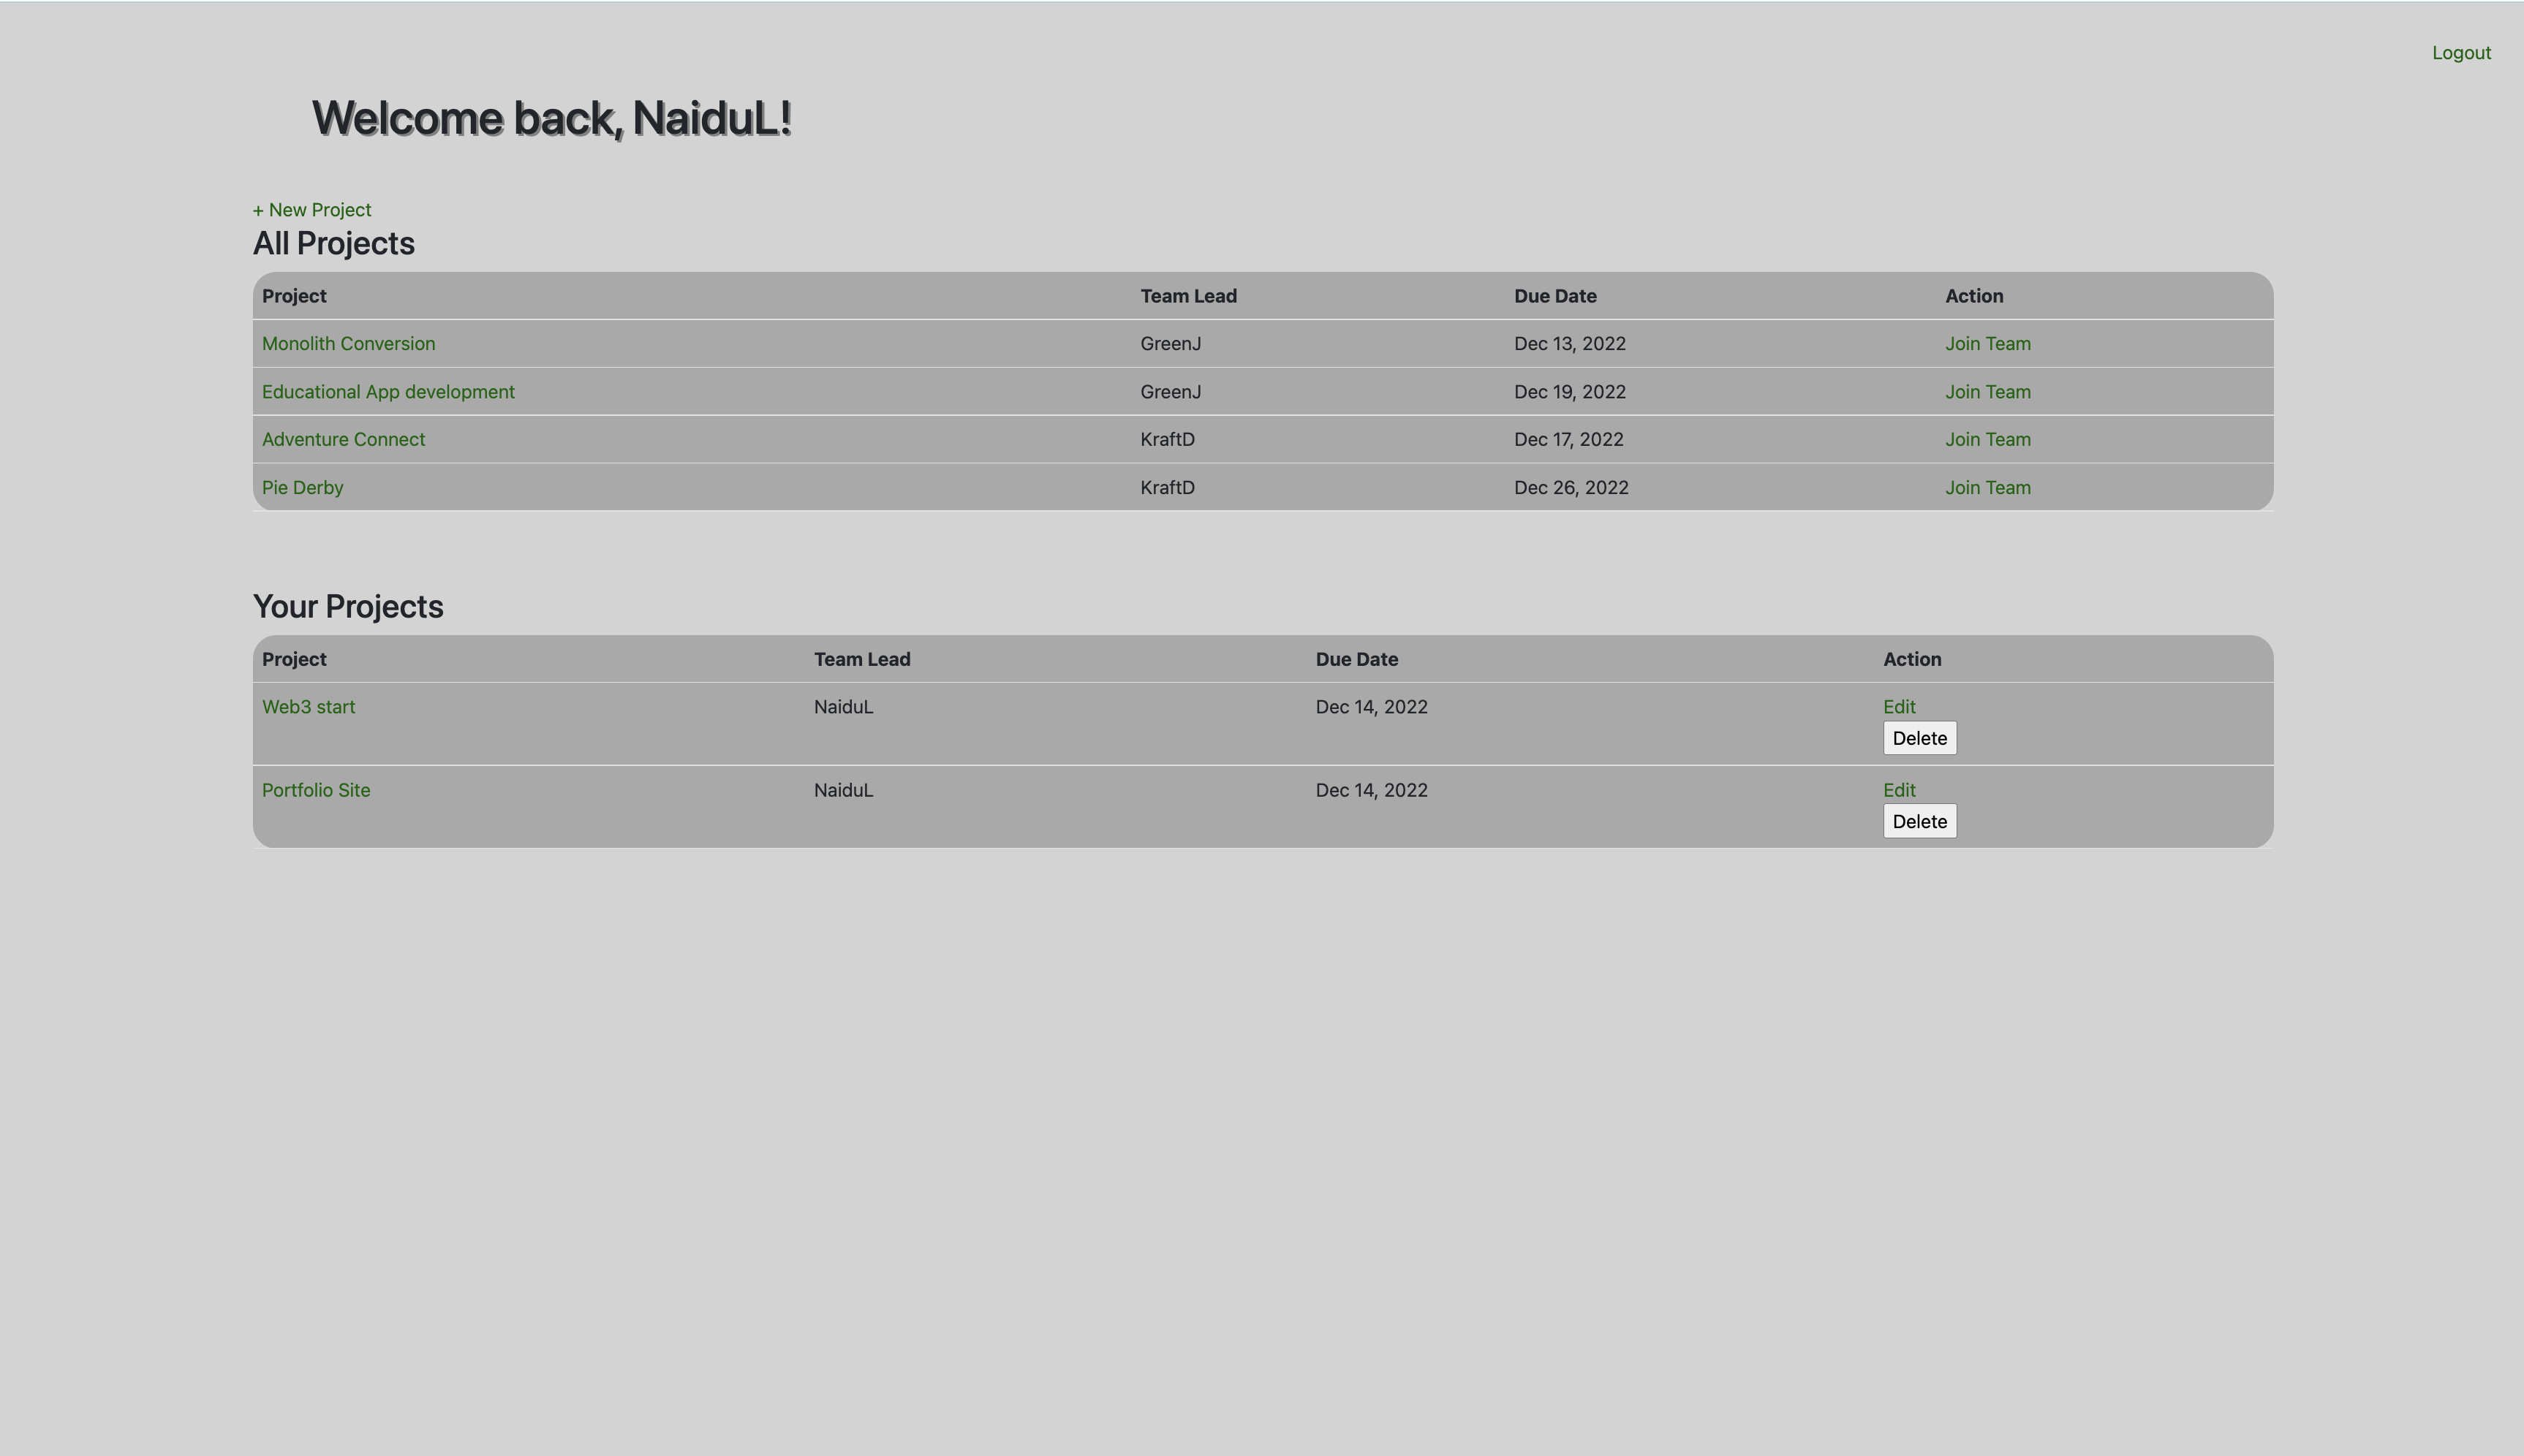 Logout
Welcome back, NaiduL!
+ New Project
All Projects
Project Team Lead Due Date Action
Monolith Conversion GreenJ Dec 13, 2022 Join Team
Educational App development GreenJ Dec 19, 2022 Join Team
Adventure Connect KraftD Dec 17, 2022 Join Team
Pie Derby KraftD Dec 26, 2022 Join Team
Your Projects
Project Team Lead Due Date Action
Web3 start NaiduL Dec 14, 2022 Edit
Delete
Portfolio Site NaiduL Dec 14, 2022 Edit
Delete